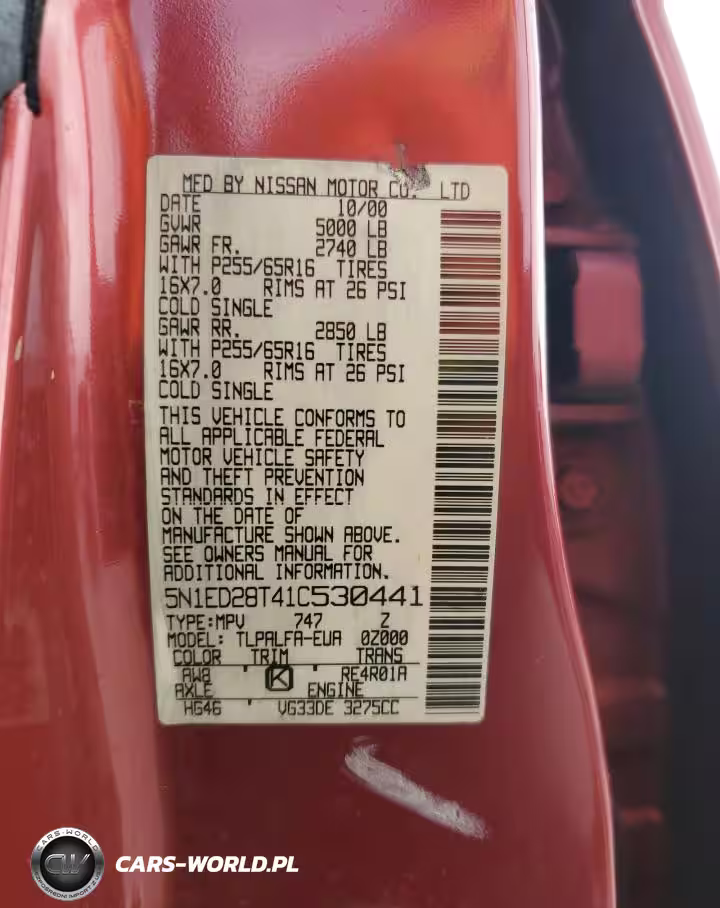 MFD BY NISSAN MOTOR CO. LTD
DATE 10/00
GVWR 5000 LB
GAWR FR. 2740 LB
WITH P255/65R16 TIRES
16X7.0 RIMS AT 26 PSI
COLD SINGLE
GAWR RR. 2850 LB
WITH P255/65R16 TIRES
16X7.0 RIMS AT 26 PSI
COLD SINGLE
THIS VEHICLE CONFORMS TO
ALL APPLICABLE FEDERAL
MOTOR VEHICLE SAFETY
AND THEFT PREVENTION
STANDARDS IN EFFECT
ON THE DATE OF
MANUFACTURE SHOWN ABOVE.
SEE OWNERS MANUAL FOR
ADDITIONAL INFORMATION.
5N1ED28T41C530441
TYPE:MPV 747 Z
MODEL: TLPALFA-EUA 0Z000
COLOR TRIM TRANS
AW8 K RE4R01A
AXLE ENGINE
HG46 VG33DE 3275CC
CARS-WORLD
CW
CARS-WORLD.PL